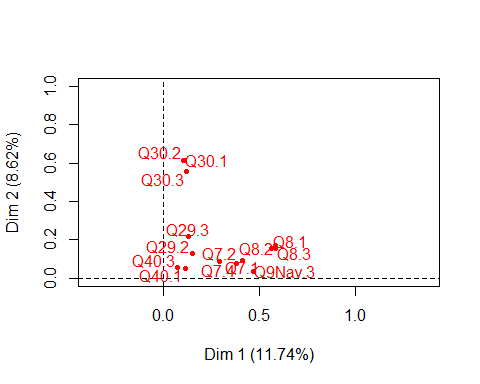 1.0
0.8
0.6
0.4
0.2
0.0
Dim 2 (8.62%)
Q30.2
Q30.1
Q30.3
Q29.3
Q29.2
Q40.3
Q40.1
Q7.2
Q7.4
Q7.1
Q8.2
Q8.1
Q8.3
Q9Nav.3
0.0 0.5 1.0
Dim 1 (11.74%)